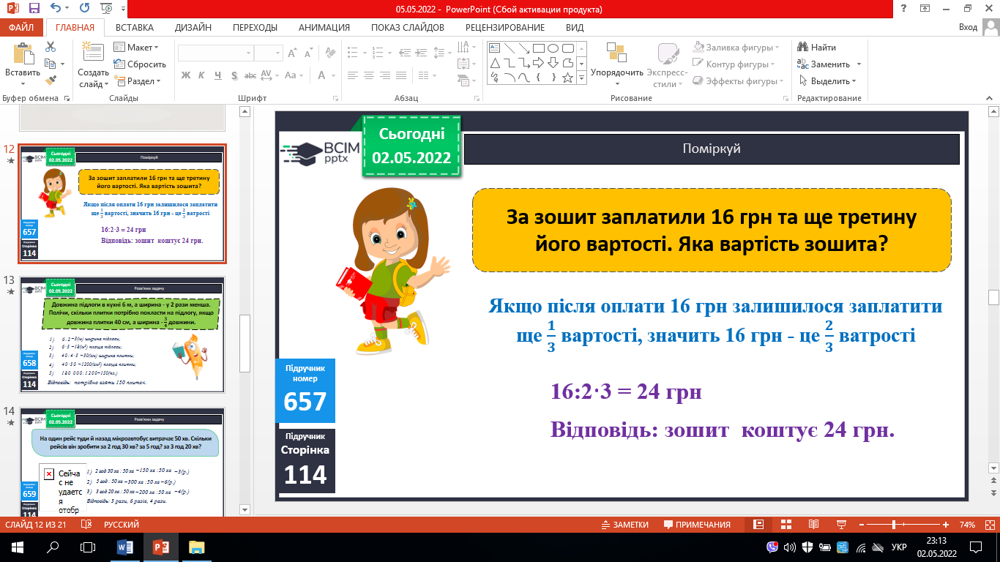 05.05.2022 - PowerPoint (Сбой активации продукта)
ФАЙЛ ГЛАВНАЯ ВСТАВКА ДИЗАЙН ПЕРЕХОДЫ АНИМАЦИЯ ПОКАЗ СЛАЙДОВ РЕЦЕНЗИРОВАНИЕ ВИД Вход
Вставить
Создать слайд
Макет
Сбросить
Раздел
Упорядочить
Экспресс-стили
Заливка фигуры
Контур фигуры
Эффекты фигуры
Найти
Заменить
Выделить
Буфер обмена Слайды Шрифт Абзац Рисование Редактирование
12
Сьогодні
02.05.2022
Поміркуй
BCIM
pptx
За зошит заплатили 16 грн та ще третину
його вартості. Яка вартість зошита?
Якщо після оплати 16 грн залишилося заплатити
ще 1/3 вартості, значить 16 грн - це 2/3 ватрості
16:2·3 = 24 грн
Відповідь: зошит коштує 24 грн.
Підручник
номер
657
Підручник
Сторінка
114
13
Сьогодні
02.05.2022
Розв'яжи задачу
Довжина підлоги в кухні 6 м, а ширина - у 2 рази менша.
Полічи, скільки плитки потрібно покласти на підлогу, якщо
довжина плитки 40 см, а ширина - 3/4 довжини.
1) 6:2=3(м) ширина підлоги;
2) 6·3=18(м²) площа підлоги;
3) 40:4·3=30(см) ширина плитки;
4) 40·30=1200(см²) площа плитки;
5) 180 000:1200=150(пл.)
Відповідь: потрібно взяти 150 плиток.
658
Сторінка
114
14
Сьогодні
02.05.2022
Розв'яжи задачу
На один рейс туди й назад мікроавтобус витрачає 50 хв. Скільки
рейсів він зробити за 2 год 30 хв? за 5 год? за 3 год 20 хв?
1) 2 год 30 хв : 50 хв =150 хв : 50 хв =3(р.)
2) 5 год : 50 хв =300 хв : 50 хв =6(р.)
3) 3 год 20 хв : 50 хв =200 хв : 50 хв =4(р.)
Відповідь: 3 рази, 6 разів, 4 рази.
Сейча
с не
удаетс
я
отобр
659
114
Сьогодні
02.05.2022
BCIM
pptx
Поміркуй
За зошит заплатили 16 грн та ще третину
його вартості. Яка вартість зошита?
Якщо після оплати 16 грн залишилося заплатити
ще 1/3 вартості, значить 16 грн - це 2/3 ватрості
16:2·3 = 24 грн
Відповідь: зошит коштує 24 грн.
Підручник
номер
657
Підручник
Сторінка
114
СЛАЙД 12 ИЗ 21 РУССКИЙ ЗАМЕТКИ ПРИМЕЧАНИЯ 74%
УКР
23:13
02.05.2022